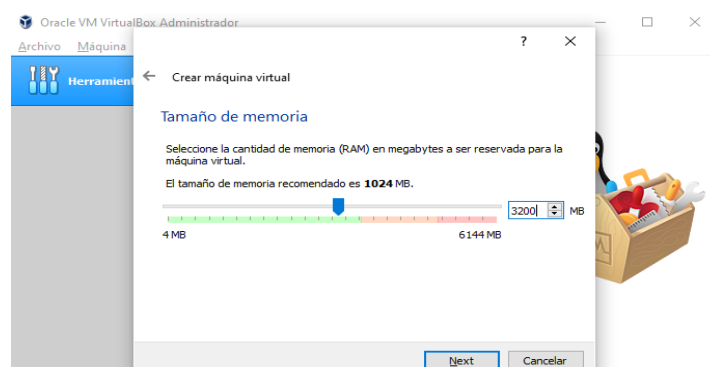 Oracle VM VirtualBox Administrador
Archivo Máquina
Herramient
Crear máquina virtual
Tamaño de memoria
Seleccione la cantidad de memoria (RAM) en megabytes a ser reservada para la
máquina virtual.
El tamaño de memoria recomendado es 1024 MB.
3200 MB
4 MB 6144 MB
Next Cancelar